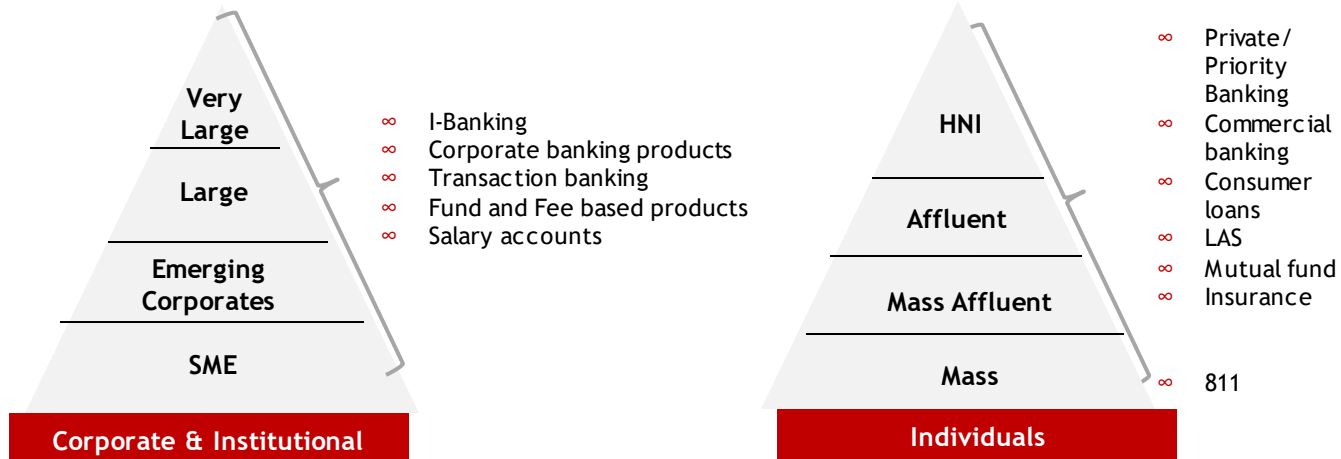 Very
Large
Large
Emerging
Corporates
SME
Corporate & Institutional
∞ I-Banking
∞ Corporate banking products
∞ Transaction banking
∞ Fund and Fee based products
∞ Salary accounts
HNI
Affluent
Mass Affluent
Mass
Individuals
∞ Private/
Priority
Banking
∞ Commercial
banking
∞ Consumer
loans
∞ LAS
∞ Mutual fund
∞ Insurance
∞ 811